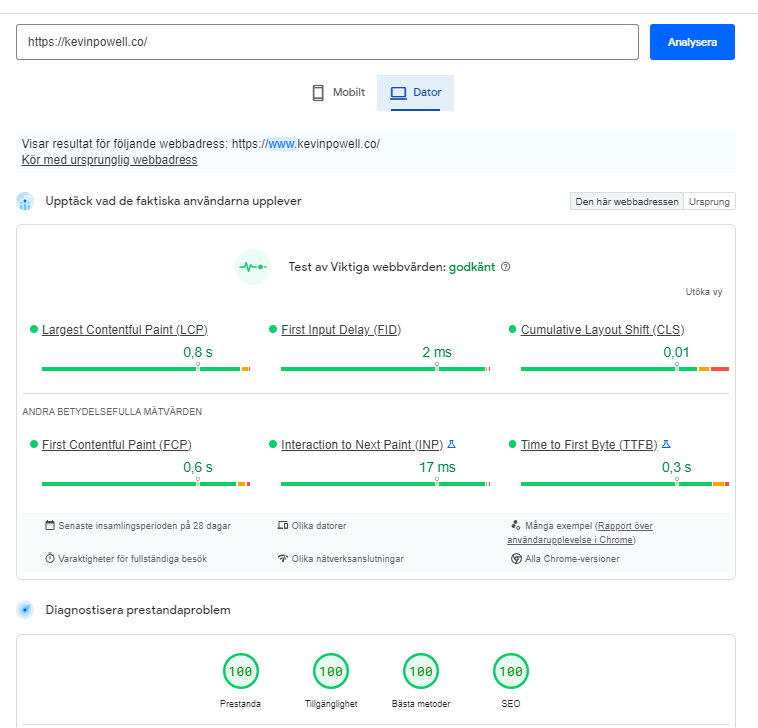 https://kevinpowell.co/
Analysera
Mobilt
Dator
Visar resultat för följande webbadress: https://www.kevinpowell.co/
Kör med ursprunglig webbadress
Upptäck vad de faktiska användarna upplever
Den här webbadressen
Ursprung
Test av Viktiga webbvärden: godkänt
Utöka vy
Largest Contentful Paint (LCP)
0,8 s
First Input Delay (FID)
2 ms
Cumulative Layout Shift (CLS)
0,01
ANDRA BETYDELSEFULLA MÄTVÄRDEN
First Contentful Paint (FCP)
0,6 s
Interaction to Next Paint (INP)
17 ms
Time to First Byte (TTFB)
0,3 s
Senaste insamlingsperioden på 28 dagar
Olika datorer
Många exempel (Rapport över
användarupplevelse i Chrome)
Varaktigheter för fullständiga besök
Olika nätverksanslutningar
Alla Chrome-versioner
Diagnostisera prestandaproblem
100
100
100
100
Prestanda
Tillgänglighet
Bästa metoder
SEO